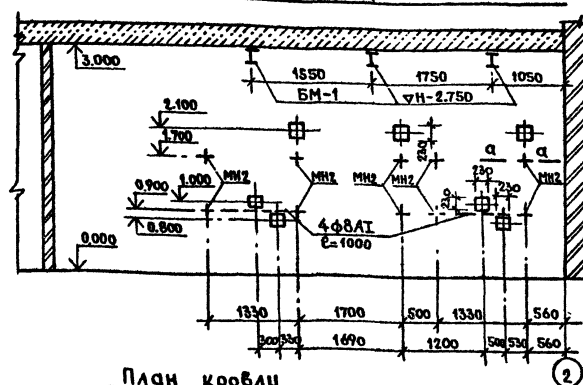 3.000
1550
1750
1050
БМ-1
▽Н-2.750
2.100
1.700
230
а
а
МН2
МН2
МН2
МН2
230
230
230
0,900
1.000
0.800
4ф8АI
ℓ=1000
0,000
1330
1700
500
1330
560
300
330
1690
1200
500
530
560
План кровли
2